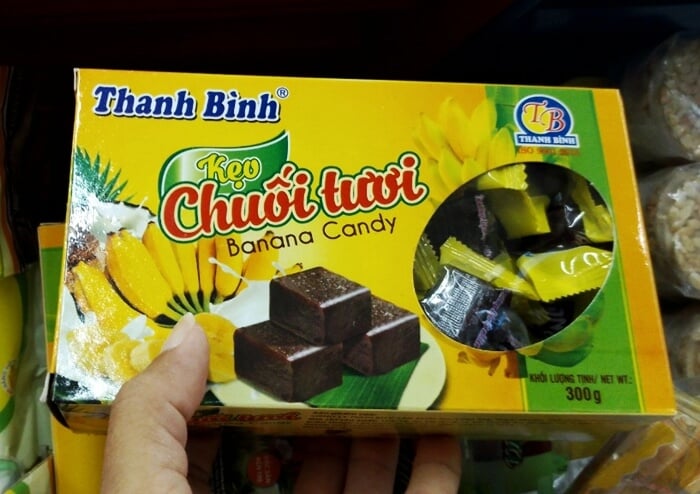 Thanh Bình®
TB
THANH BÌNH
Kẹo
Chuối tươi
Banana Candy
KHỐI LƯỢNG TỊNH/ NET WT.:
300g